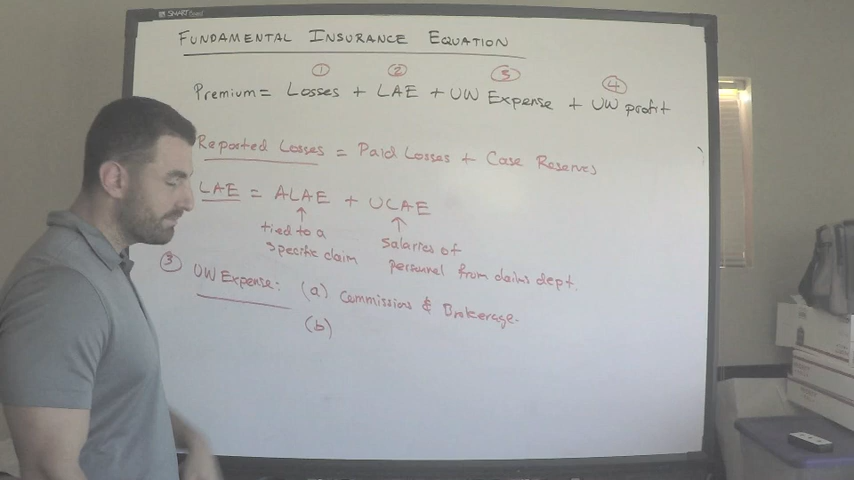 SMART Board
FUNDAMENTAL INSURANCE EQUATION
① ② ③ ④
Premium = Losses + LAE + UW Expense + UW profit
Reported Losses = Paid Losses + Case Reserves
LAE = ALAE + ULAE
↑ ↑
tied to a specific claim
Salaries of personnel from claims dept.
③ UW Expense: (a) Commissions & Brokerage.
(b)